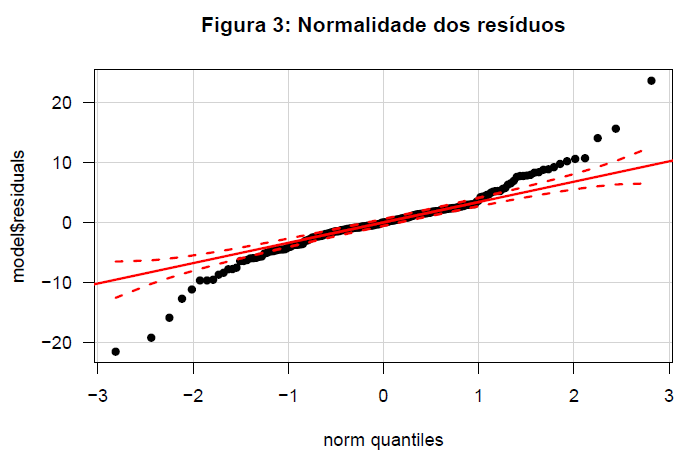 Figura 3: Normalidade dos resíduos
model$residuals
20
10
0
−10
−20
−3 −2 −1 0 1 2 3
norm quantiles